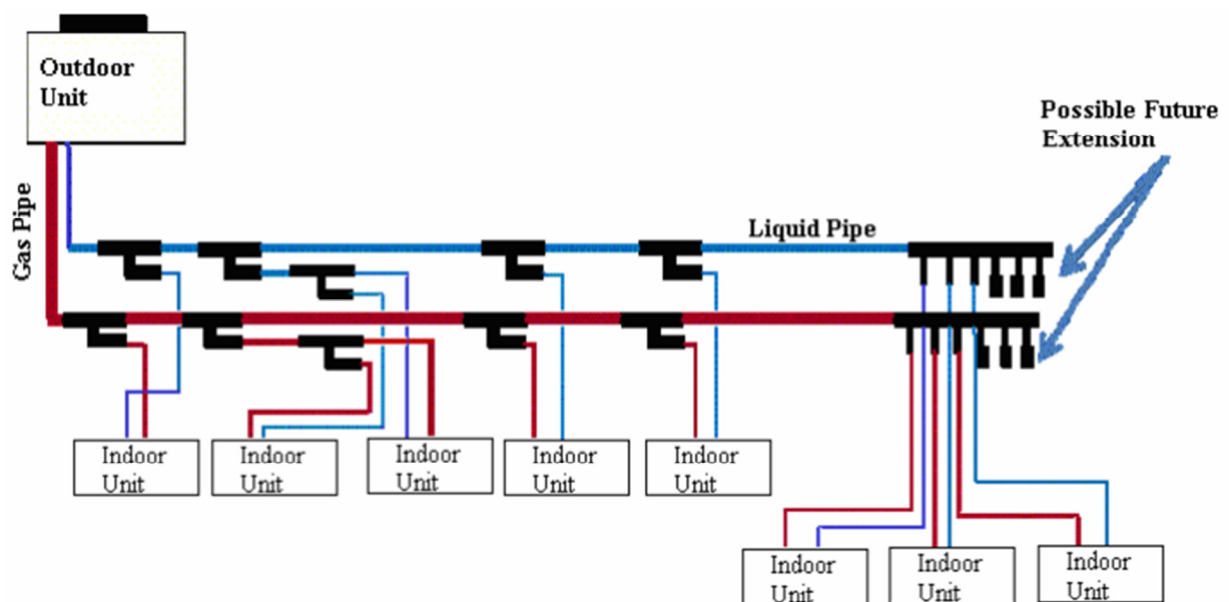 Outdoor
Unit
Possible Future
Extension
Gas Pipe
Liquid Pipe
Indoor
Unit
Indoor
Unit
Indoor
Unit
Indoor
Unit
Indoor
Unit
Indoor
Unit
Indoor
Unit
Indoor
Unit